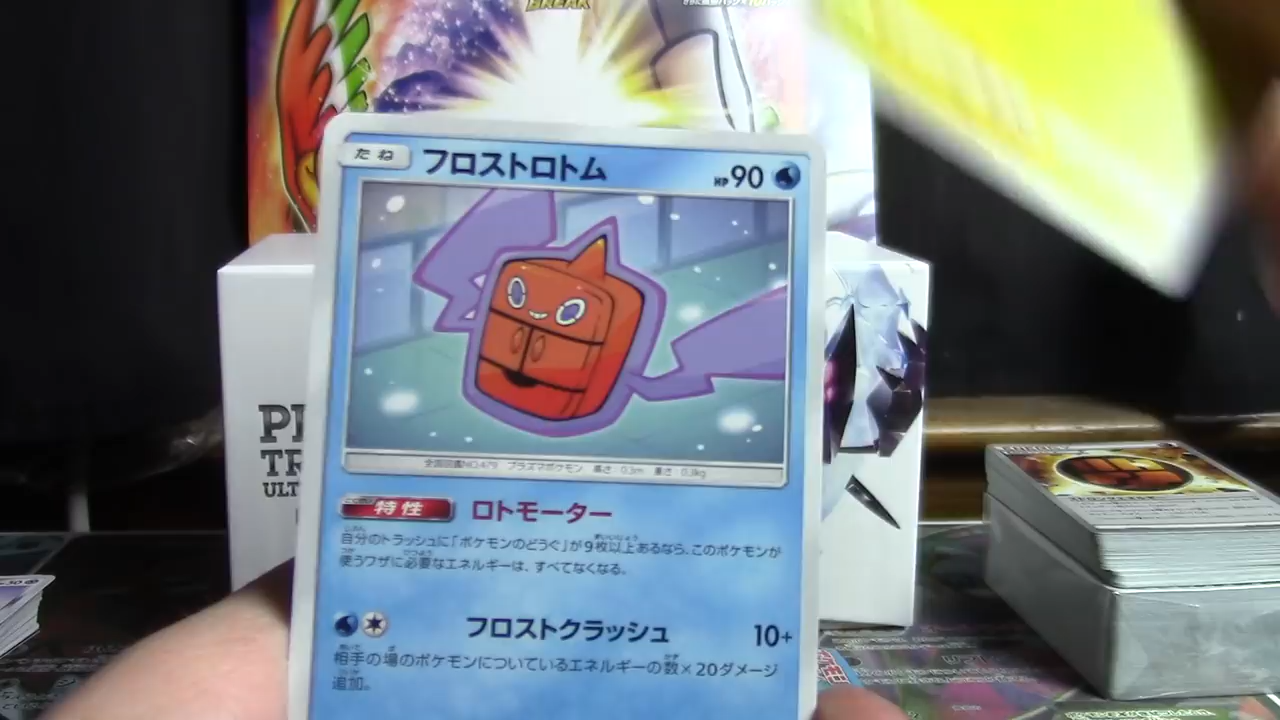 BREAK
たね フロストロトム HP90
全国図鑑NO.479 プラズマポケモン 高さ:0.3m 重さ:0.3kg
特性 ロトモーター
自分のトラッシュに「ポケモンのどうぐ」が9枚以上あるなら、このポケモンが
使うワザに必要なエネルギーは、すべてなくなる。
フロストクラッシュ 10+
相手の場のポケモンについているエネルギーの数×20ダメージ
追加。